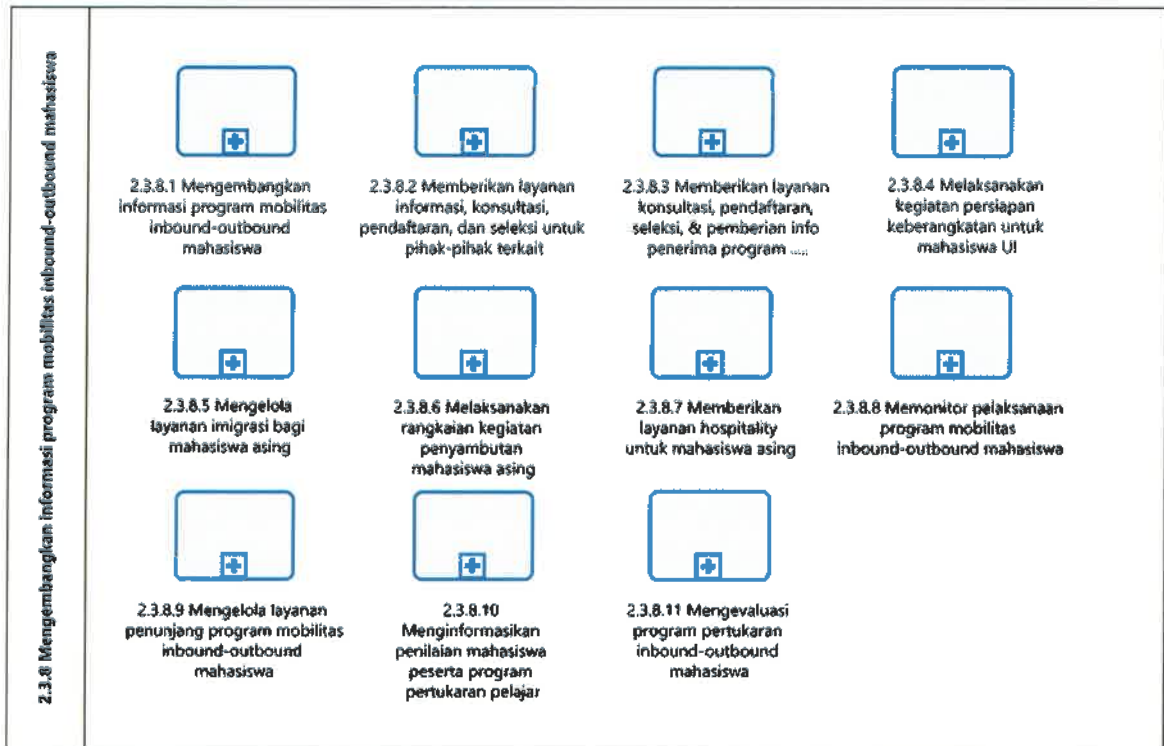 2.3.8 Mengembangkan informasi program mobilitas inbound-outbound mahasiswa
2.3.8.1 Mengembangkan
informasi program mobilitas
inbound-outbound
mahasiswa
2.3.8.2 Memberikan layanan
informasi, konsultasi,
pendaftaran, dan seleksi untuk
pihak-pihak terkait
2.3.8.3 Memberikan layanan
konsultasi, pendaftaran,
seleksi, & pemberian info
penerima program ....
2.3.8.4 Melaksanakan
kegiatan persiapan
keberangkatan untuk
mahasiswa UI
2.3.8.5 Mengelola
layanan imigrasi bagi
mahasiswa asing
2.3.8.6 Melaksanakan
rangkaian kegiatan
penyambutan
mahasiswa asing
2.3.8.7 Memberikan
layanan hospitality
untuk mahasiswa asing
2.3.8.8 Memonitor pelaksanaan
program mobilitas
inbound-outbound mahasiswa
2.3.8.9 Mengelola layanan
penunjang program mobilitas
inbound-outbound
mahasiswa
2.3.8.10
Menginformasikan
penilaian mahasiswa
peserta program
pertukaran pelajar
2.3.8.11 Mengevaluasi
program pertukaran
inbound-outbound
mahasiswa